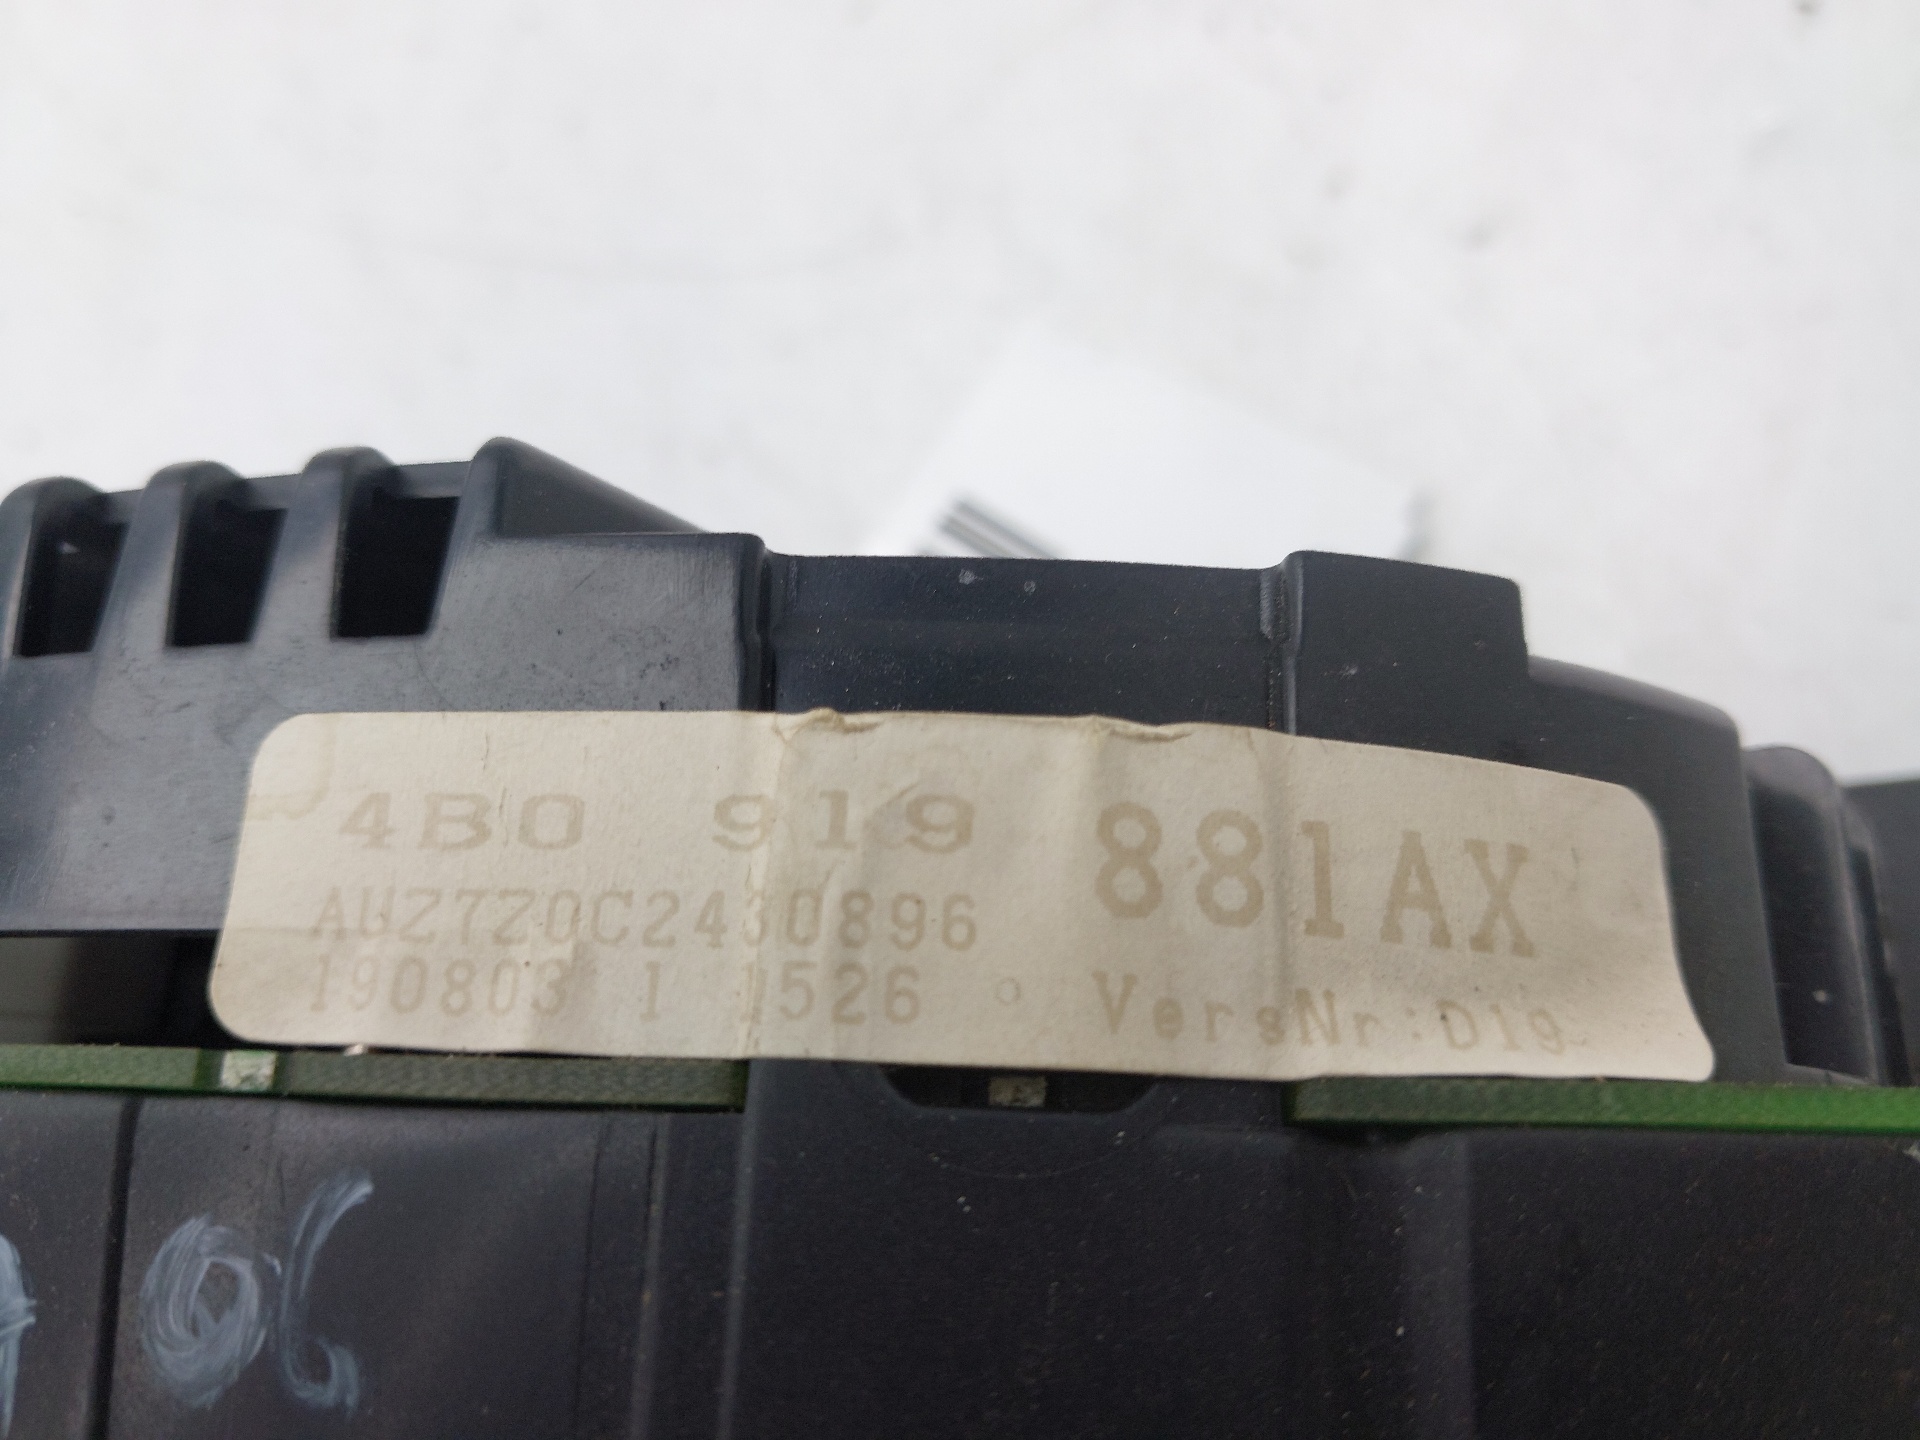 4B0 919 881AX
AUZ7Z0C2430896
190803 1 1526 VersNr:D19